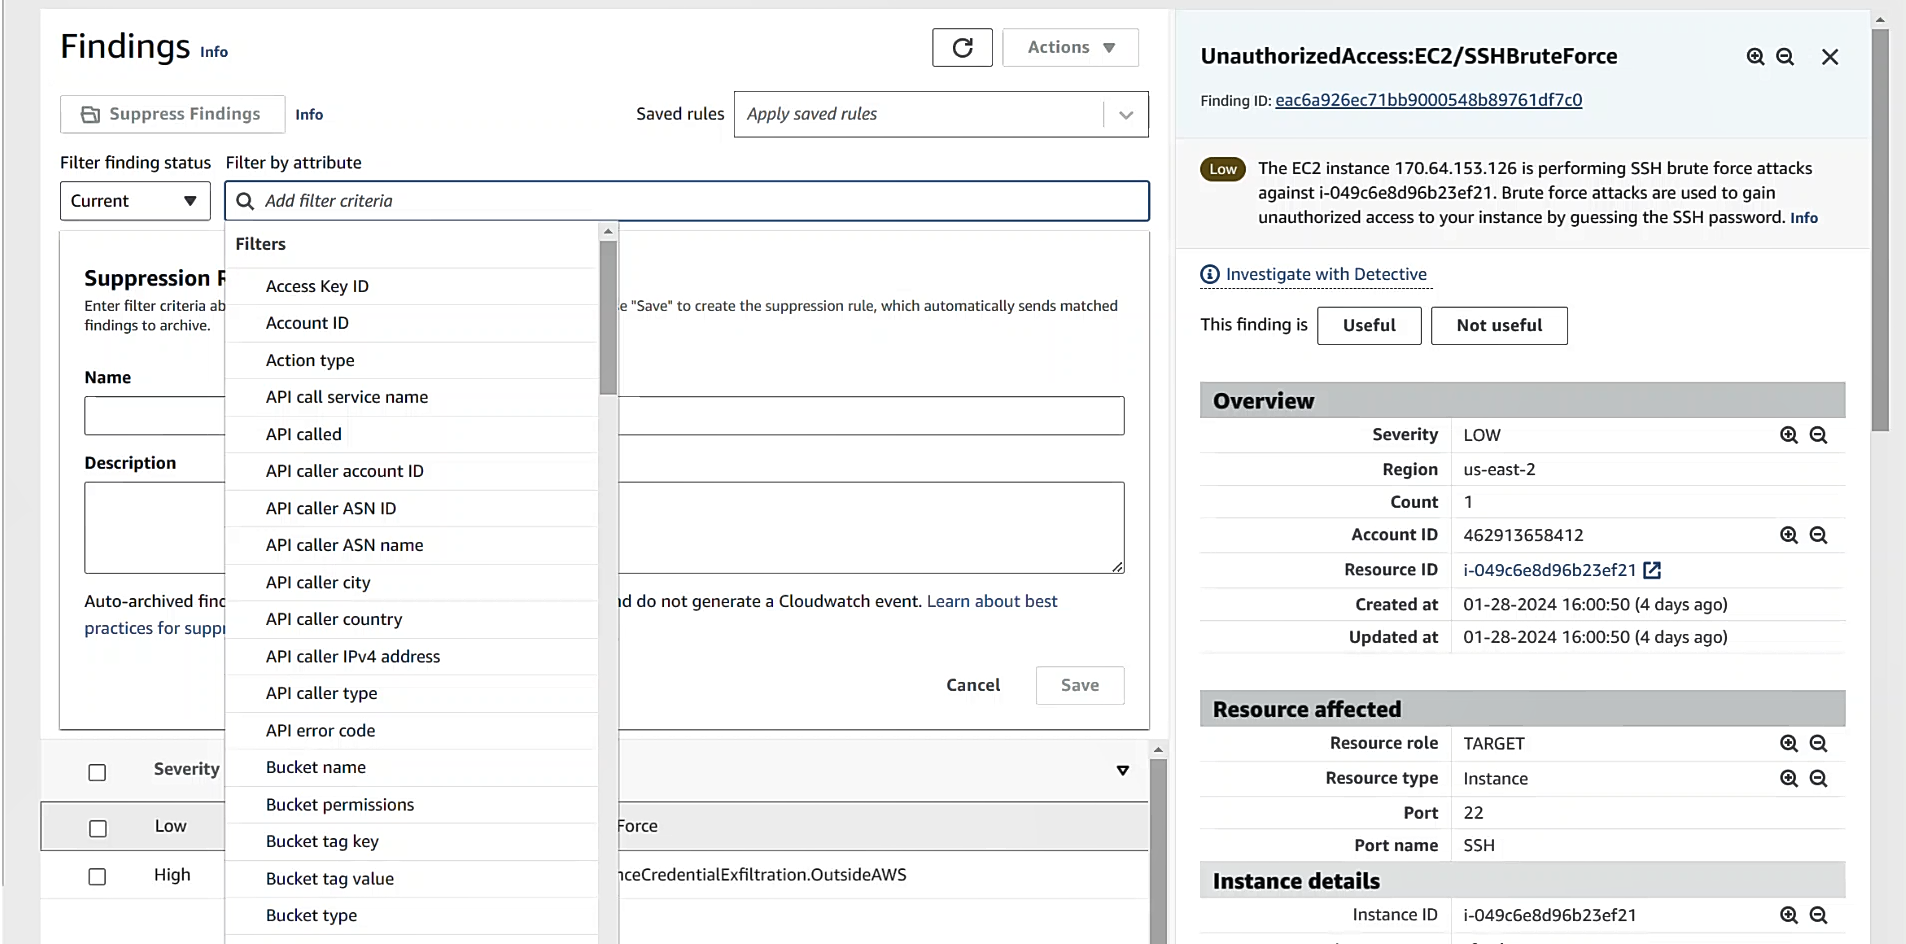 Findings Info
Actions
Suppress Findings Info
Saved rules
Apply saved rules
Filter finding status
Filter by attribute
Current
Add filter criteria
Filters
Access Key ID
Account ID
Action type
API call service name
API called
API caller account ID
API caller ASN ID
API caller ASN name
API caller city
API caller country
API caller IPv4 address
API caller type
API error code
Bucket name
Bucket permissions
Bucket tag key
Bucket tag value
Bucket type
Suppression
Enter filter criteria "Save" to create the suppression rule, which automatically sends matched
findings to archive.
Name
Description
Auto-archived do not generate a Cloudwatch event. Learn about best
practices for
Cancel
Save
Severity
Low Force
High nceCredentialExfiltration.OutsideAWS
UnauthorizedAccess:EC2/SSHBruteForce
Finding ID: eac6a926ec71bb9000548b89761df7c0
Low
The EC2 instance 170.64.153.126 is performing SSH brute force attacks
against i-049c6e8d96b23ef21. Brute force attacks are used to gain
unauthorized access to your instance by guessing the SSH password. Info
Investigate with Detective
This finding is
Useful
Not useful
Overview
Severity LOW
Region us-east-2
Count 1
Account ID 462913658412
Resource ID i-049c6e8d96b23ef21
Created at 01-28-2024 16:00:50 (4 days ago)
Updated at 01-28-2024 16:00:50 (4 days ago)
Resource affected
Resource role TARGET
Resource type Instance
Port 22
Port name SSH
Instance details
Instance ID i-049c6e8d96b23ef21